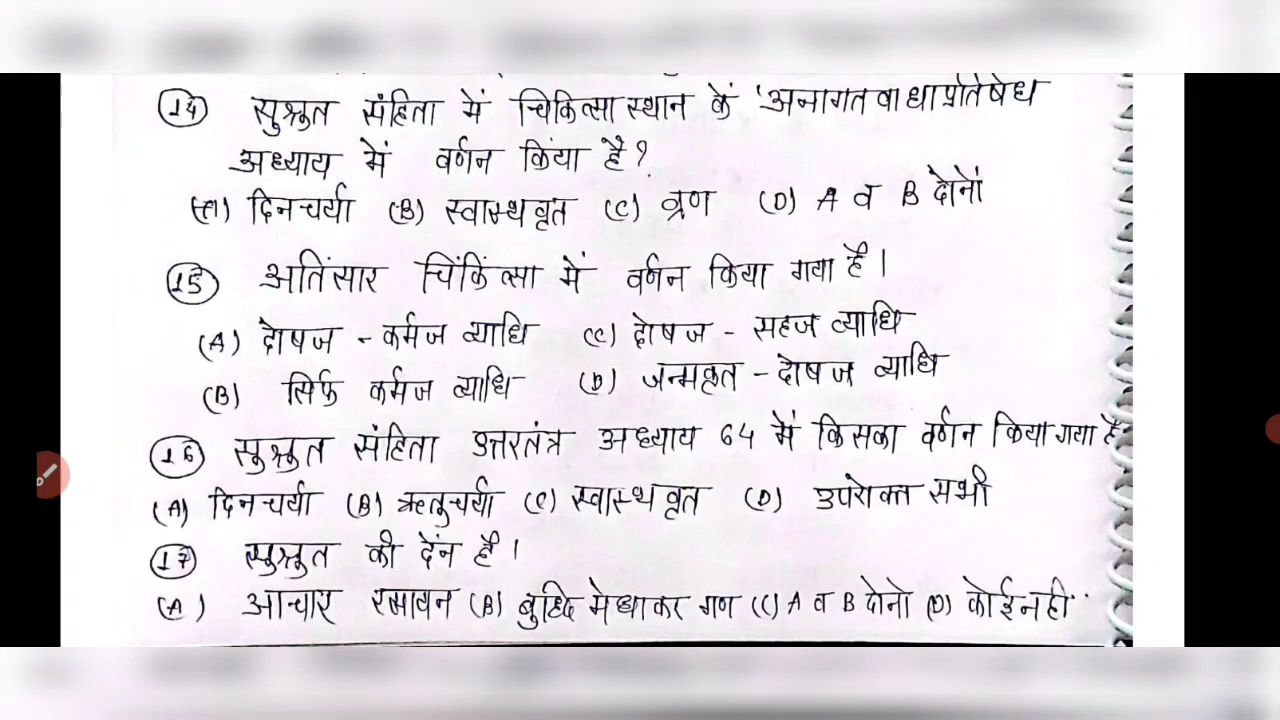 (14) सुश्रुत संहिता में चिकित्सा स्थान के 'अनागतवाधाप्रतिषेध
अध्याय में वर्णन किंया है?
(A) दिनचर्या (B) स्वास्थवृत (C) व्रण (D) A व B दोनों
(15) अतिंसार चिंकिंत्सा में वर्णन किया गया है।
(A) दोषज - कर्मज व्याधि (C) दोषज - सहज व्याधि
(B) सिर्फ कर्मज व्याधि (D) जन्मकृत - दोषज व्याधि
(16) सुश्रुत संहिता उत्तरतंत्र अध्याय 64 में किसका वर्णन किया गया है
(A) दिनचर्या (B) ऋतुचर्या (C) स्वास्थवृत (D) उपरोक्त सभी
(17) सुश्रुत की देंन है।
(A) आचार रसायन (B) बुध्दि मेधाकर गण (C) A व B दोनो (D) कोई नही